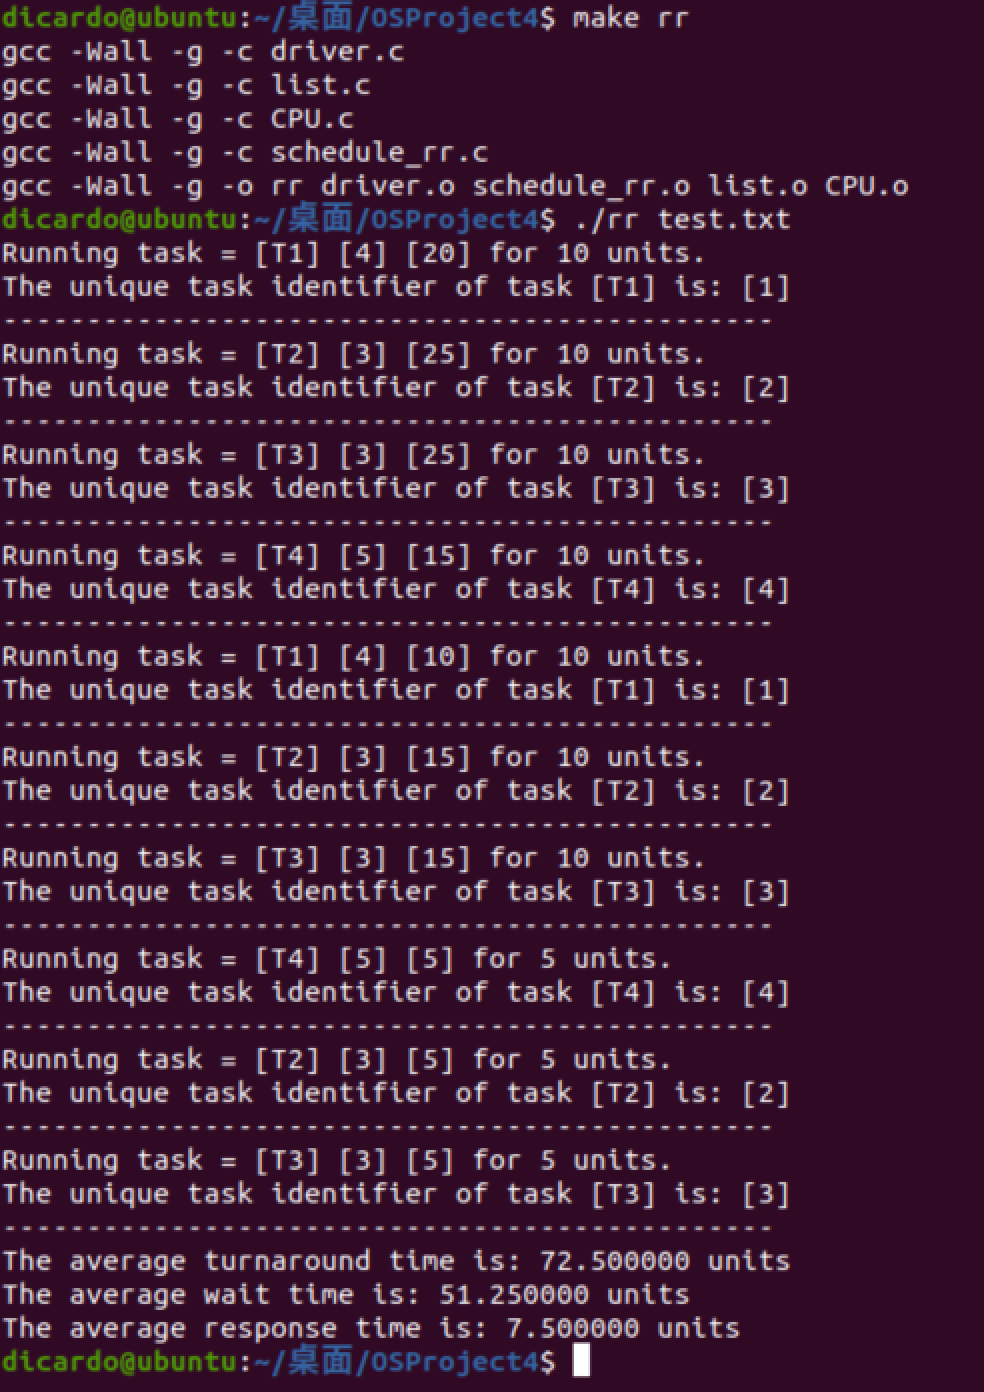 dicardo@ubuntu:~/桌面/OSProject4$ make rr
gcc -Wall -g -c driver.c
gcc -Wall -g -c list.c
gcc -Wall -g -c CPU.c
gcc -Wall -g -c schedule_rr.c
gcc -Wall -g -o rr driver.o schedule_rr.o list.o CPU.o
dicardo@ubuntu:~/桌面/OSProject4$ ./rr test.txt
Running task = [T1] [4] [20] for 10 units.
The unique task identifier of task [T1] is: [1]
----------------------------------------------
Running task = [T2] [3] [25] for 10 units.
The unique task identifier of task [T2] is: [2]
----------------------------------------------
Running task = [T3] [3] [25] for 10 units.
The unique task identifier of task [T3] is: [3]
----------------------------------------------
Running task = [T4] [5] [15] for 10 units.
The unique task identifier of task [T4] is: [4]
----------------------------------------------
Running task = [T1] [4] [10] for 10 units.
The unique task identifier of task [T1] is: [1]
----------------------------------------------
Running task = [T2] [3] [15] for 10 units.
The unique task identifier of task [T2] is: [2]
----------------------------------------------
Running task = [T3] [3] [15] for 10 units.
The unique task identifier of task [T3] is: [3]
----------------------------------------------
Running task = [T4] [5] [5] for 5 units.
The unique task identifier of task [T4] is: [4]
----------------------------------------------
Running task = [T2] [3] [5] for 5 units.
The unique task identifier of task [T2] is: [2]
----------------------------------------------
Running task = [T3] [3] [5] for 5 units.
The unique task identifier of task [T3] is: [3]
----------------------------------------------
The average turnaround time is: 72.500000 units
The average wait time is: 51.250000 units
The average response time is: 7.500000 units
dicardo@ubuntu:~/桌面/OSProject4$